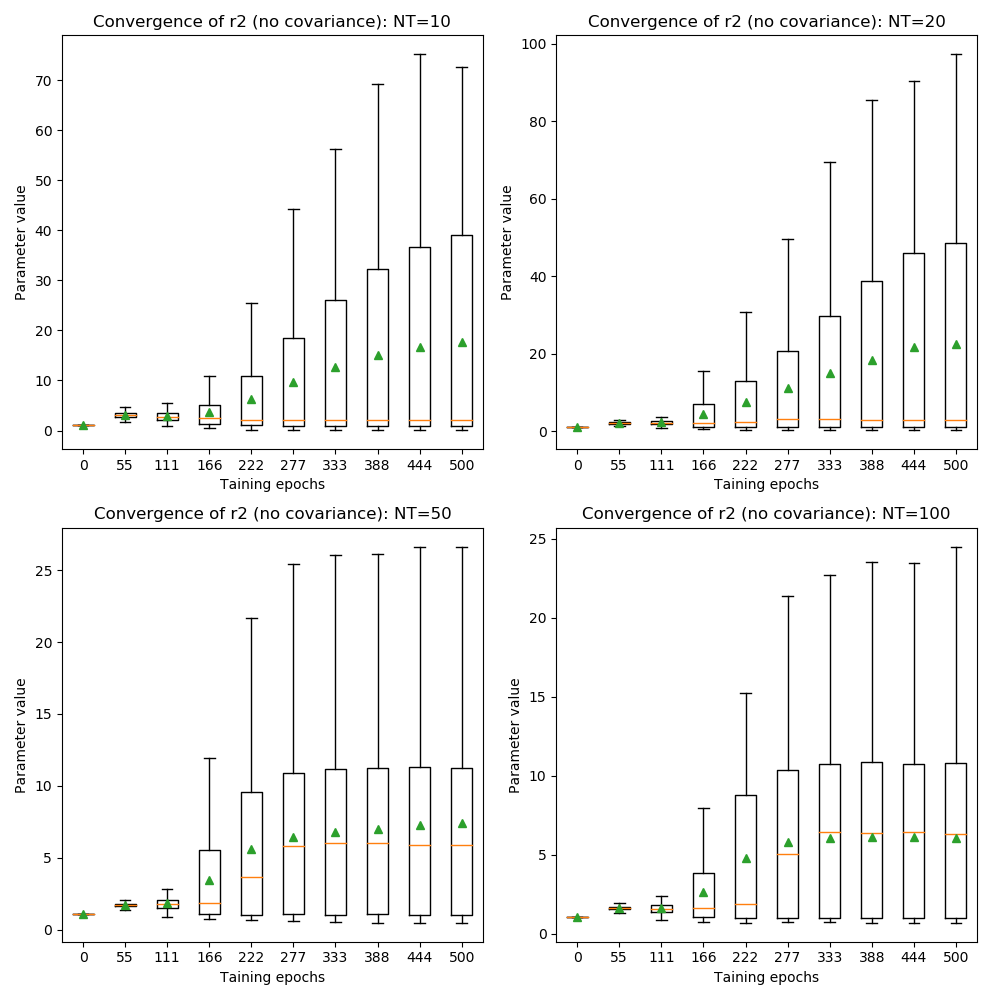 Convergence of r2 (no covariance): NT=10
70
60
50
40
30
20
10
0
Parameter value
0 55 111 166 222 277 333 388 444 500
Taining epochs
Convergence of r2 (no covariance): NT=20
100
80
60
40
20
0
Parameter value
0 55 111 166 222 277 333 388 444 500
Taining epochs
Convergence of r2 (no covariance): NT=50
25
20
15
10
5
0
Parameter value
0 55 111 166 222 277 333 388 444 500
Taining epochs
Convergence of r2 (no covariance): NT=100
25
20
15
10
5
0
Parameter value
0 55 111 166 222 277 333 388 444 500
Taining epochs